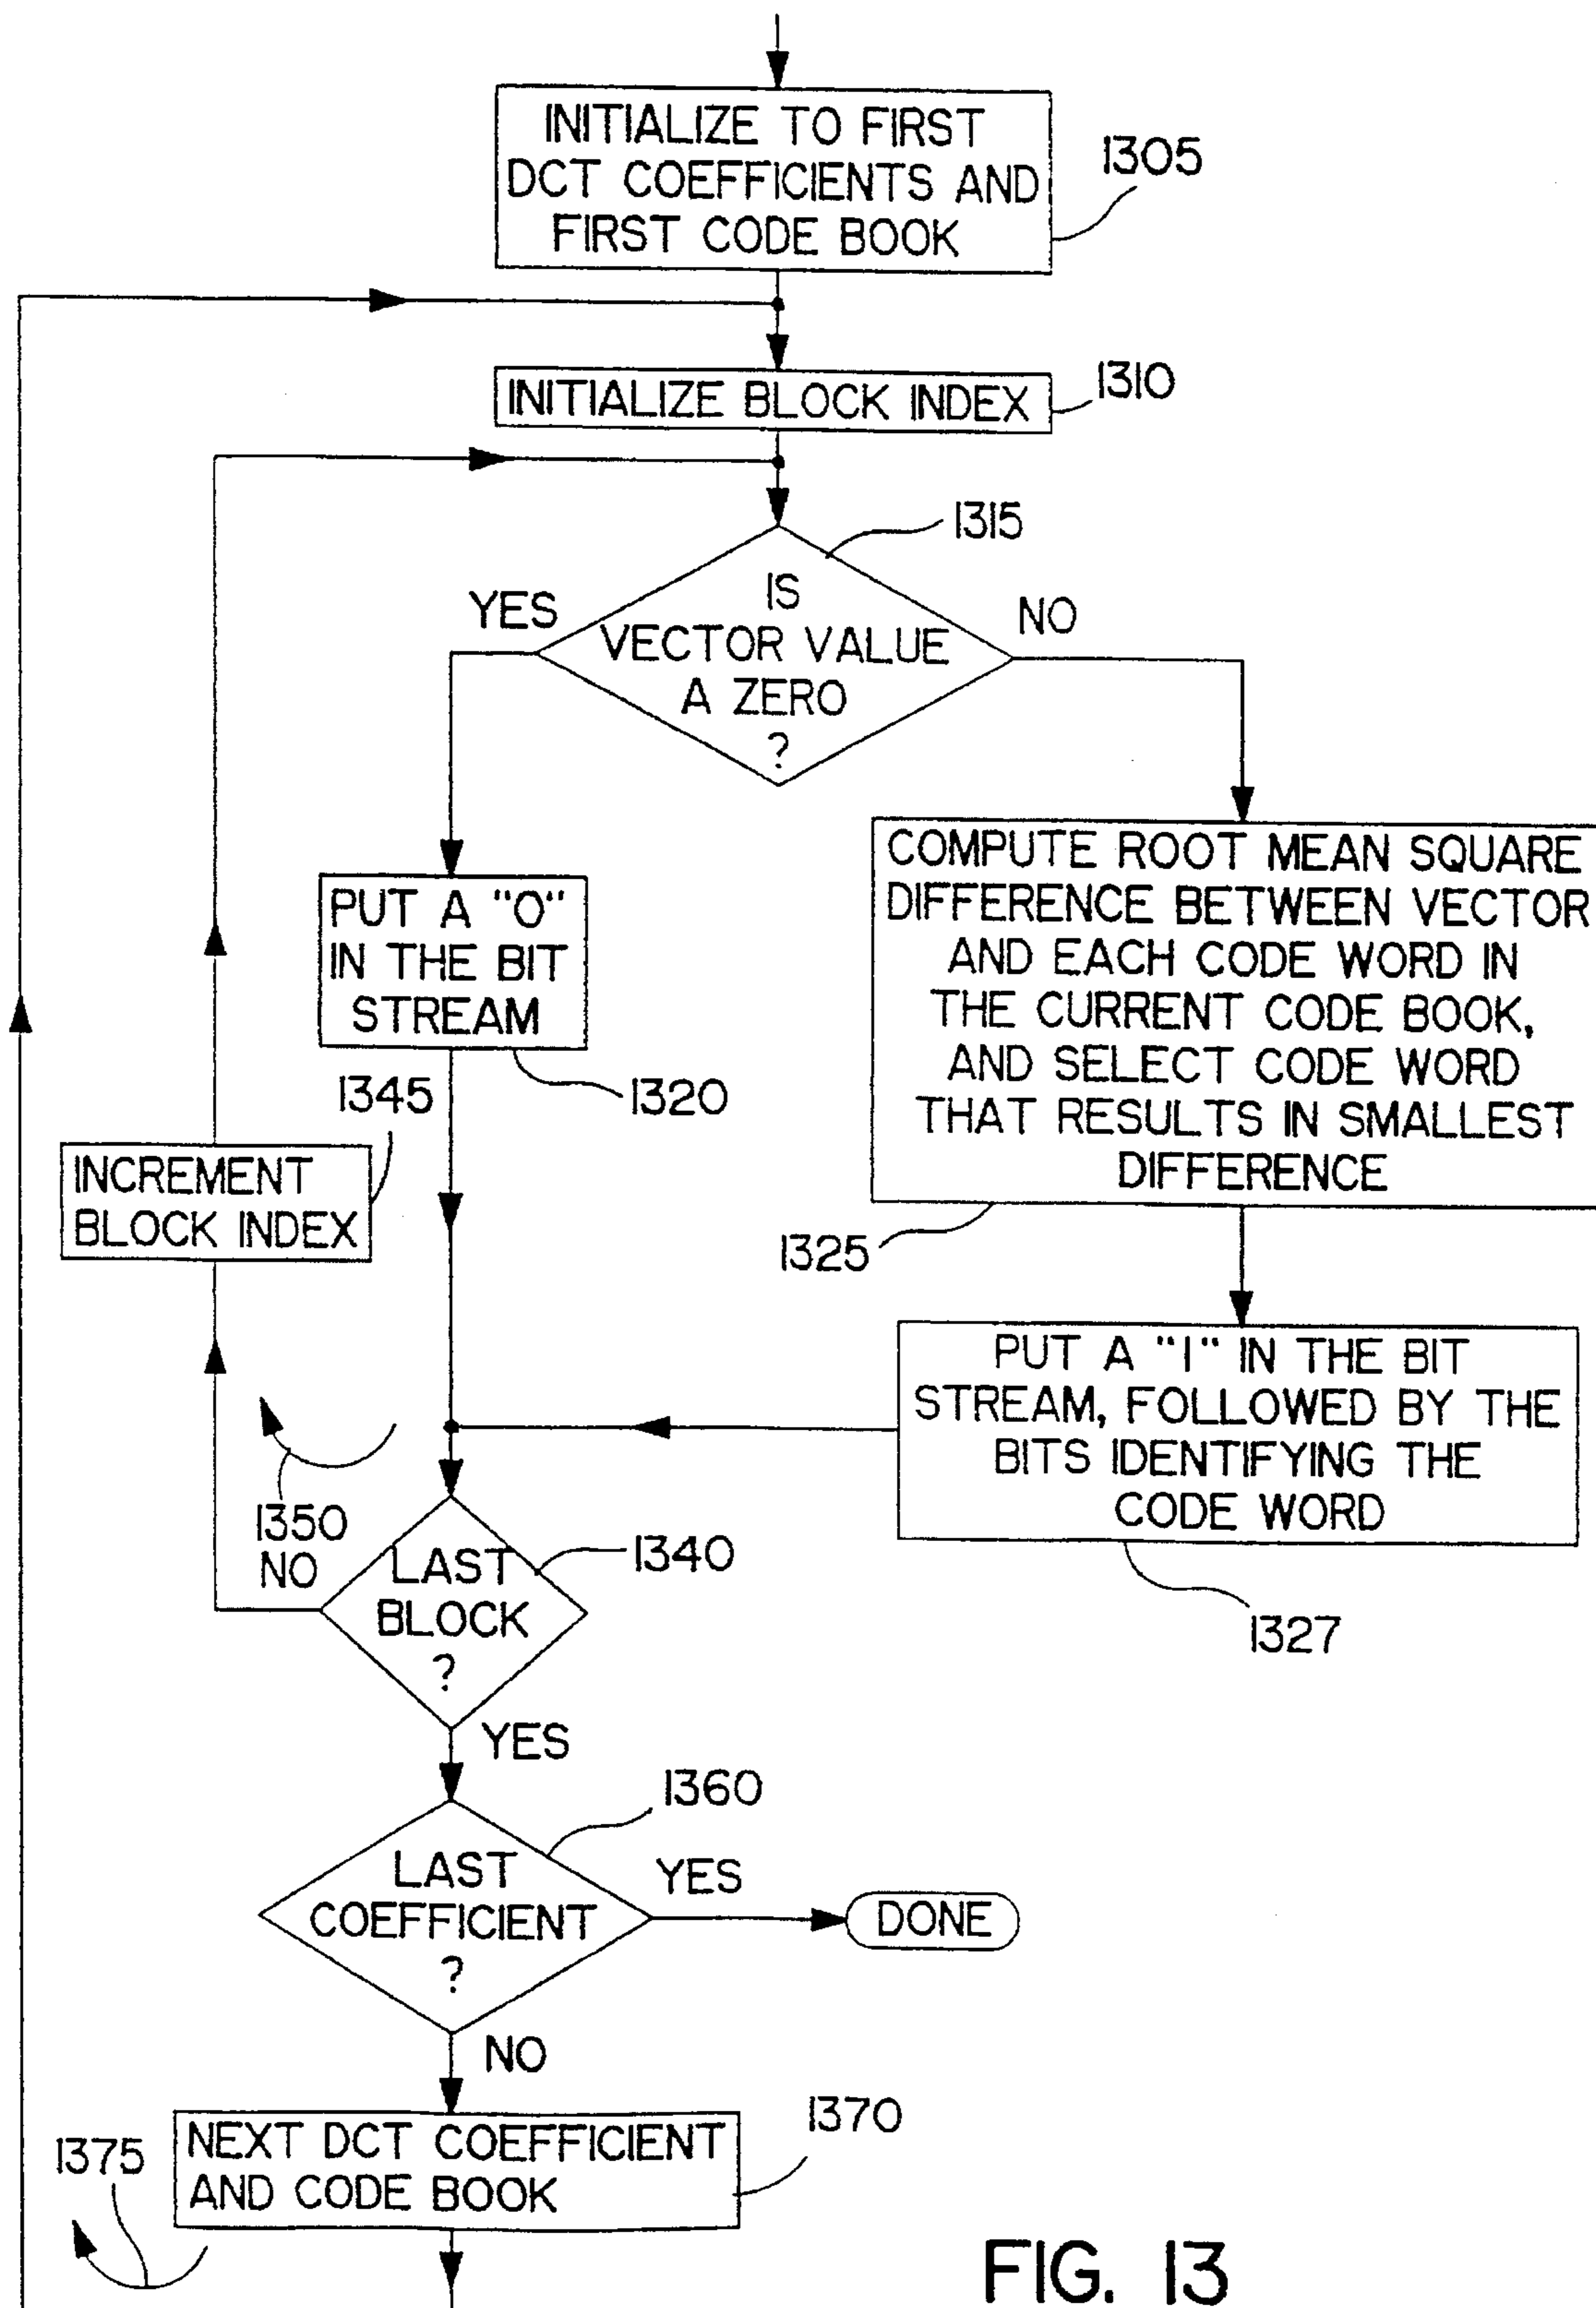 INITIALIZE TO FIRST
DCT COEFFICIENTS AND
FIRST CODE BOOK
1305
INITIALIZE BLOCK INDEX
1310
1315
IS
VECTOR VALUE
A ZERO
?
YES
NO
PUT A "0"
IN THE BIT
STREAM
1320
COMPUTE ROOT MEAN SQUARE
DIFFERENCE BETWEEN VECTOR
AND EACH CODE WORD IN
THE CURRENT CODE BOOK,
AND SELECT CODE WORD
THAT RESULTS IN SMALLEST
DIFFERENCE
1325
1345
INCREMENT
BLOCK INDEX
PUT A "1" IN THE BIT
STREAM, FOLLOWED BY THE
BITS IDENTIFYING THE
CODE WORD
1327
1350
NO
LAST
BLOCK
?
1340
YES
1360
LAST
COEFFICIENT
?
YES
DONE
NO
NEXT DCT COEFFICIENT
AND CODE BOOK
1370
1375
FIG. 13